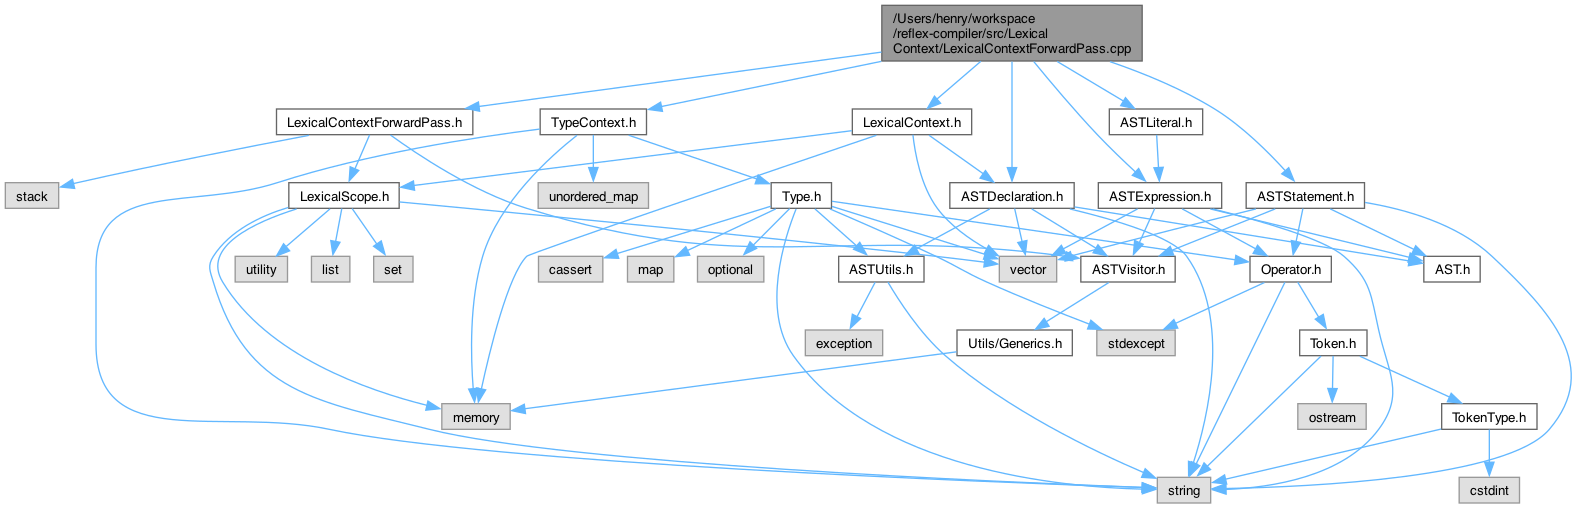 /Users/henry/workspace
/reflex-compiler/src/Lexical
Context/LexicalContextForwardPass.cpp
LexicalContextForwardPass.h
TypeContext.h
LexicalContext.h
ASTLiteral.h
stack
LexicalScope.h
unordered_map
Type.h
ASTDeclaration.h
ASTExpression.h
ASTStatement.h
utility
list
set
cassert
map
optional
ASTUtils.h
vector
ASTVisitor.h
Operator.h
AST.h
exception
Utils/Generics.h
stdexcept
Token.h
memory
ostream
TokenType.h
string
cstdint